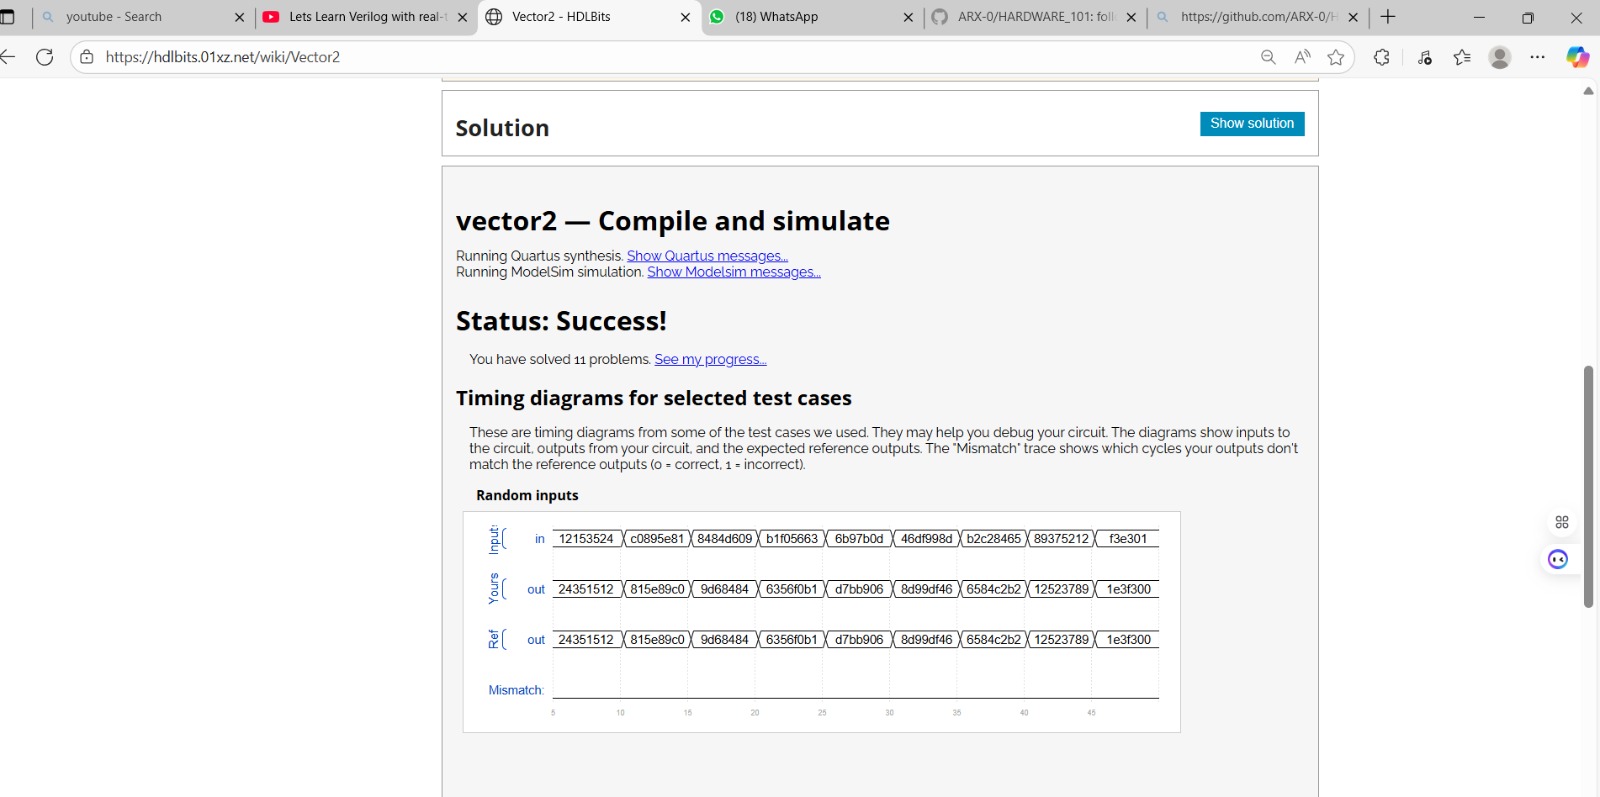 youtube - Search
Lets Learn Verilog with real-t
Vector2 - HDLBits
(18) WhatsApp
ARX-0/HARDWARE_101: foll
https://github.com/ARX-0/H
https://hdlbits.01xz.net/wiki/Vector2
Solution
Show solution
vector2 — Compile and simulate
Running Quartus synthesis. Show Quartus messages...
Running ModelSim simulation. Show Modelsim messages...
Status: Success!
You have solved 11 problems. See my progress...
Timing diagrams for selected test cases
These are timing diagrams from some of the test cases we used. They may help you debug your circuit. The diagrams show inputs to
the circuit, outputs from your circuit, and the expected reference outputs. The "Mismatch" trace shows which cycles your outputs don't
match the reference outputs (0 = correct, 1 = incorrect).
Random inputs
Input in 12153524 c0895e81 8484d609 b1f05663 6b97b0d 46df998d b2c28465 89375212 f3e301
Yours out 24351512 815e89c0 9d68484 6356f0b1 d7bb906 8d99df46 6584c2b2 12523789 1e3f300
Ref out 24351512 815e89c0 9d68484 6356f0b1 d7bb906 8d99df46 6584c2b2 12523789 1e3f300
Mismatch:
5 10 15 20 25 30 35 40 45